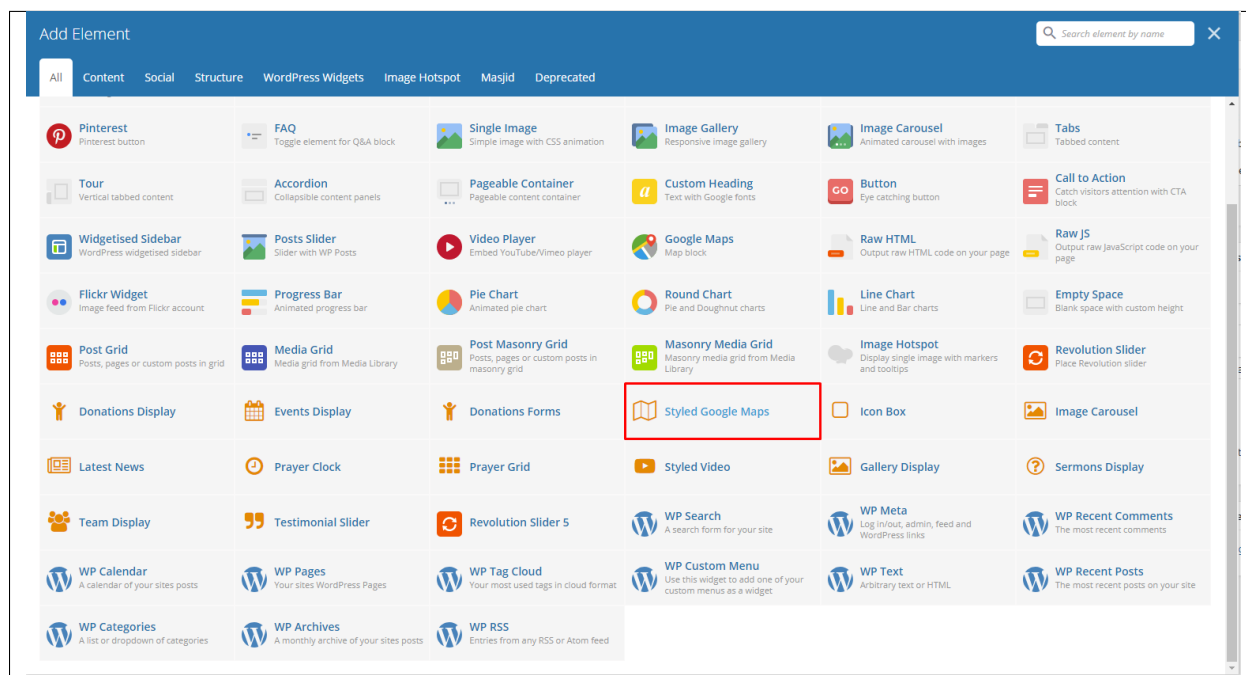 Add Element
Search element by name
All Content Social Structure WordPress Widgets Image Hotspot Masjid Deprecated
Pinterest
Pinterest button
FAQ
Toggle element for Q&A block
Single Image
Simple image with CSS animation
Image Gallery
Responsive image gallery
Image Carousel
Animated carousel with images
Tabs
Tabbed content
Tour
Vertical tabbed content
Accordion
Collapsible content panels
Pageable Container
Pageable content container
Custom Heading
Text with Google fonts
GO
Button
Eye catching button
Call to Action
Catch visitors attention with CTA
block
Widgetised Sidebar
WordPress widgetised sidebar
Posts Slider
Slider with WP Posts
Video Player
Embed YouTube/Vimeo player
Google Maps
Map block
Raw HTML
Output raw HTML code on your page
Raw JS
Output raw JavaScript code on your
page
Flickr Widget
Image feed from Flickr account
Progress Bar
Animated progress bar
Pie Chart
Animated pie chart
Round Chart
Pie and Doughnut charts
Line Chart
Line and Bar charts
Empty Space
Blank space with custom height
Post Grid
Posts, pages or custom posts in grid
Media Grid
Media grid from Media Library
Post Masonry Grid
Posts, pages or custom posts in
masonry grid
Masonry Media Grid
Masonry media grid from Media
Library
Image Hotspot
Display single image with markers
and tooltips
Revolution Slider
Place Revolution slider
Donations Display
Events Display
Donations Forms
Styled Google Maps
Icon Box
Image Carousel
Latest News
Prayer Clock
Prayer Grid
Styled Video
Gallery Display
Sermons Display
Team Display
Testimonial Slider
Revolution Slider 5
WP Search
A search form for your site
WP Meta
Log in/out, admin, feed and
WordPress links
WP Recent Comments
The most recent comments
WP Calendar
A calendar of your sites posts
WP Pages
Your sites WordPress Pages
WP Tag Cloud
Your most used tags in cloud format
WP Custom Menu
Use this widget to add one of your
custom menus as a widget
WP Text
Arbitrary text or HTML
WP Recent Posts
The most recent posts on your site
WP Categories
A list or dropdown of categories
WP Archives
A monthly archive of your sites posts
WP RSS
Entries from any RSS or Atom feed